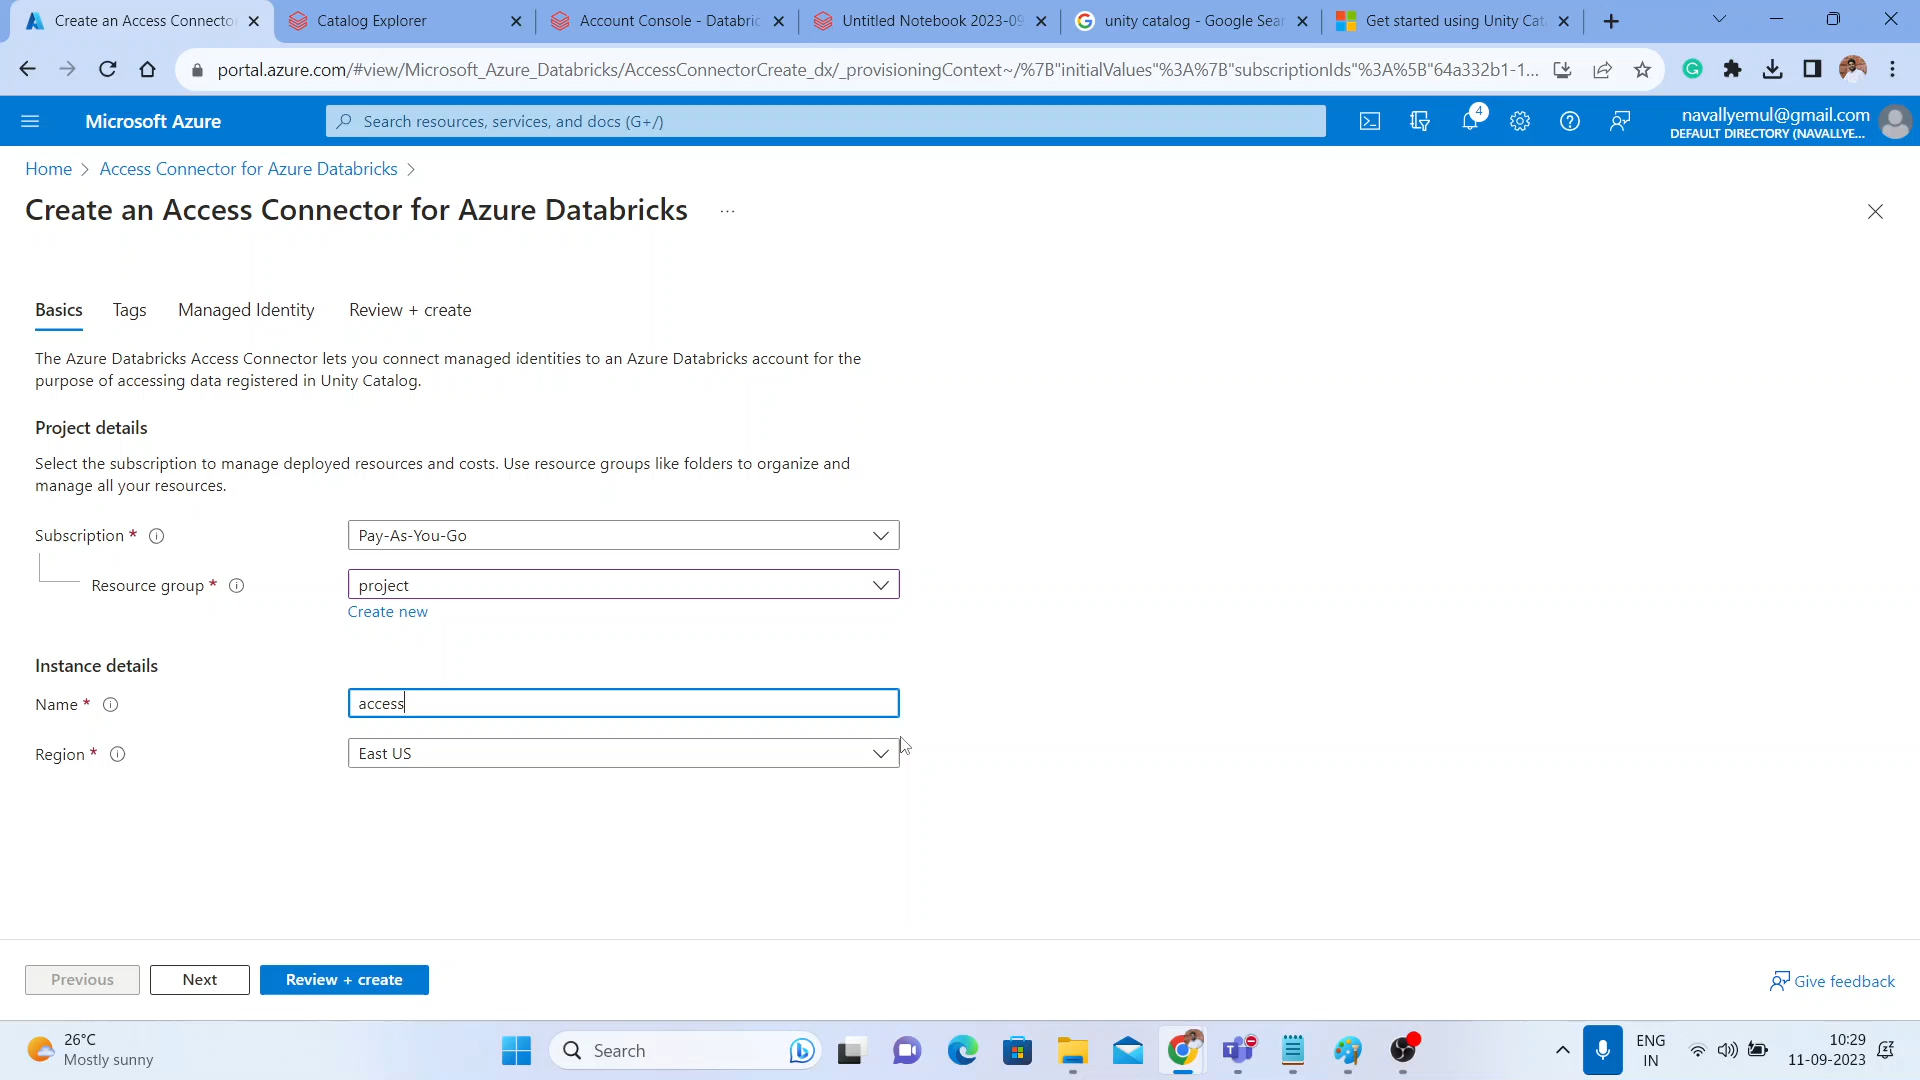 Create an Access Connector
Catalog Explorer
Account Console - Databric
Untitled Notebook 2023-09
unity catalog - Google Sear
Get started using Unity Cat
portal.azure.com/#view/Microsoft_Azure_Databricks/AccessConnectorCreate_dx/_provisioningContext~/%7B"initialValues"%3A%7B"subscriptionIds"%3A%5B"64a332b1-1...
Microsoft Azure
Search resources, services, and docs (G+/)
4
navallyemul@gmail.com
DEFAULT DIRECTORY (NAVALLYE...
Home > Access Connector for Azure Databricks >
Create an Access Connector for Azure Databricks ...
Basics Tags Managed Identity Review + create
The Azure Databricks Access Connector lets you connect managed identities to an Azure Databricks account for the
purpose of accessing data registered in Unity Catalog.
Project details
Select the subscription to manage deployed resources and costs. Use resource groups like folders to organize and
manage all your resources.
Subscription * Pay-As-You-Go
Resource group * project
Create new
Instance details
Name * access
Region * East US
Previous Next Review + create
Give feedback
26°C
Mostly sunny
Search
ENG
IN
10:29
11-09-2023